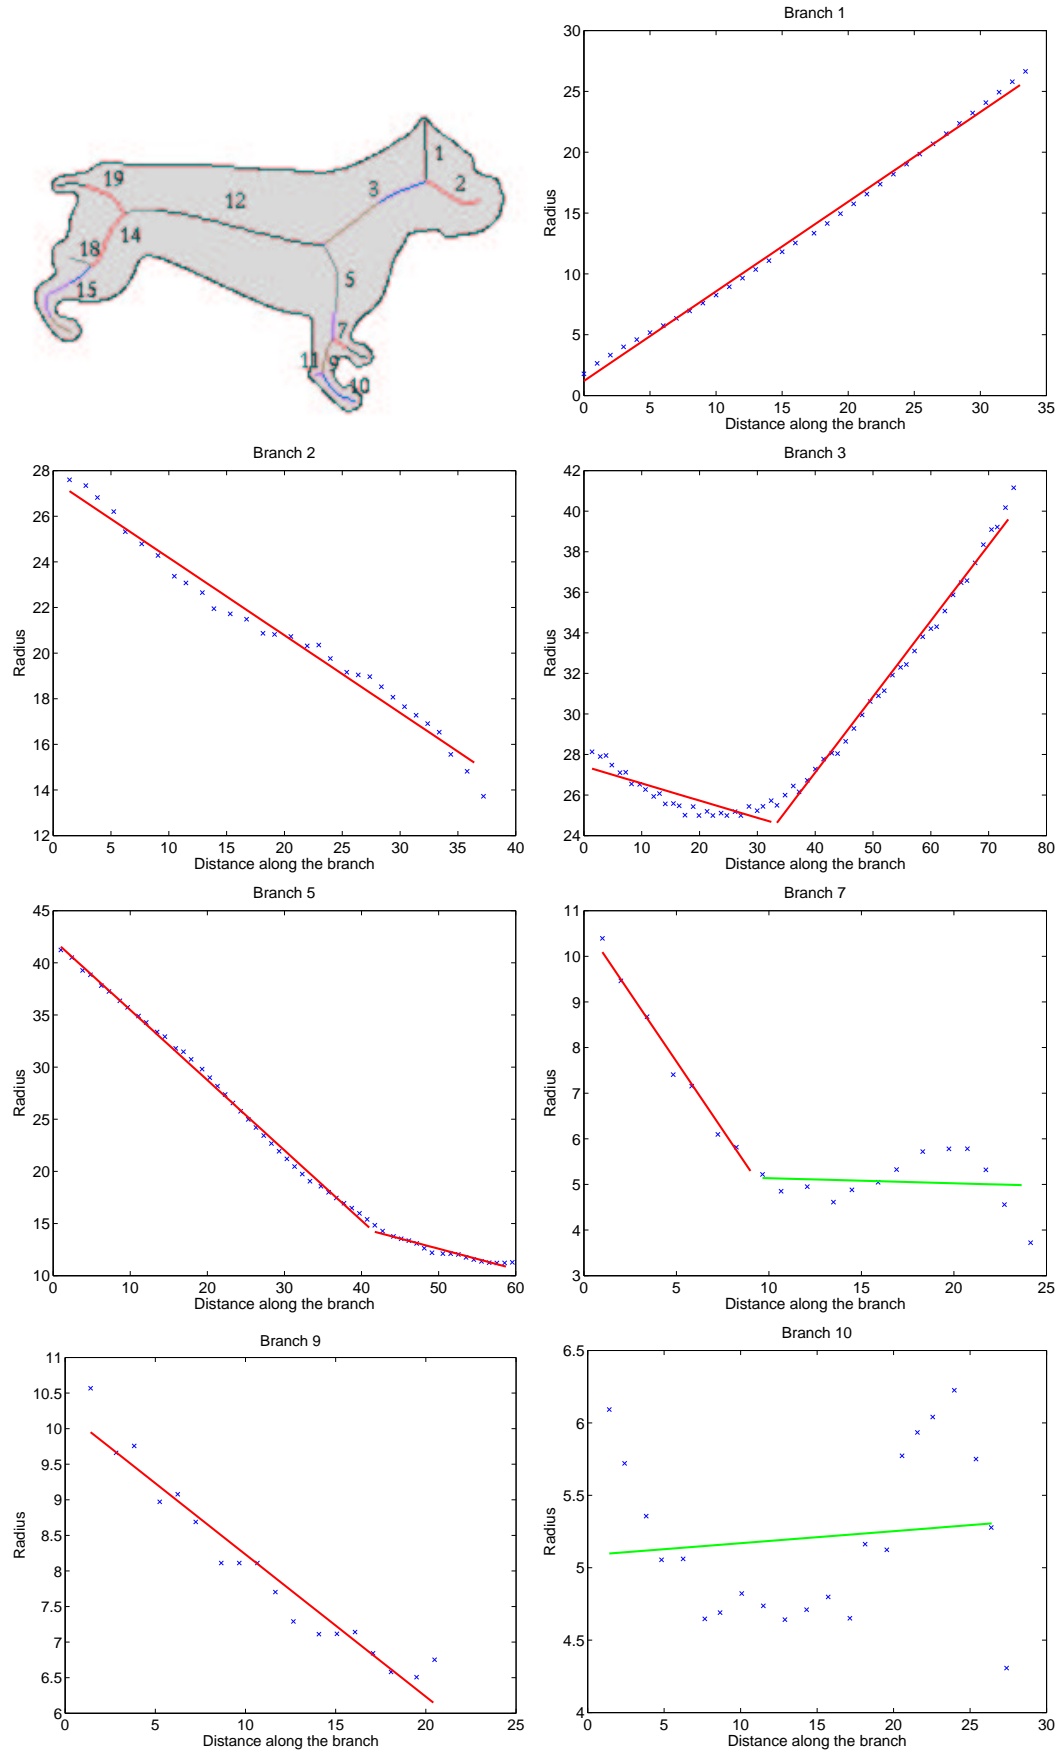 19
12
3
1
2
14
18
15
5
7
11
9
10
Branch 1
30
25
20
15
10
5
0
Radius
0 5 10 15 20 25 30 35
Distance along the branch
Branch 2
28
26
24
22
20
18
16
14
12
Radius
0 5 10 15 20 25 30 35 40
Distance along the branch
Branch 3
42
40
38
36
34
32
30
28
26
24
Radius
0 10 20 30 40 50 60 70 80
Distance along the branch
Branch 5
45
40
35
30
25
20
15
10
Radius
0 10 20 30 40 50 60
Distance along the branch
Branch 7
11
10
9
8
7
6
5
4
3
Radius
0 5 10 15 20 25
Distance along the branch
Branch 9
11
10.5
10
9.5
9
8.5
8
7.5
7
6.5
6
Radius
0 5 10 15 20 25
Distance along the branch
Branch 10
6.5
6
5.5
5
4.5
4
Radius
0 5 10 15 20 25 30
Distance along the branch